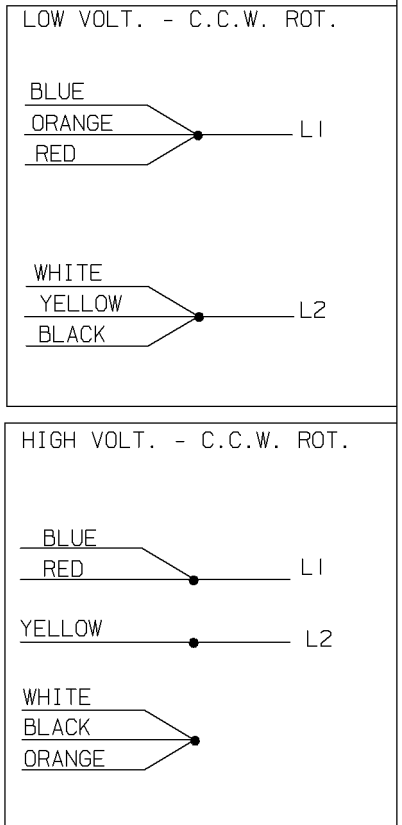 LOW VOLT. - C.C.W. ROT.
BLUE
ORANGE
RED
L1
WHITE
YELLOW
BLACK
L2
HIGH VOLT. - C.C.W. ROT.
BLUE
RED
L1
YELLOW
L2
WHITE
BLACK
ORANGE